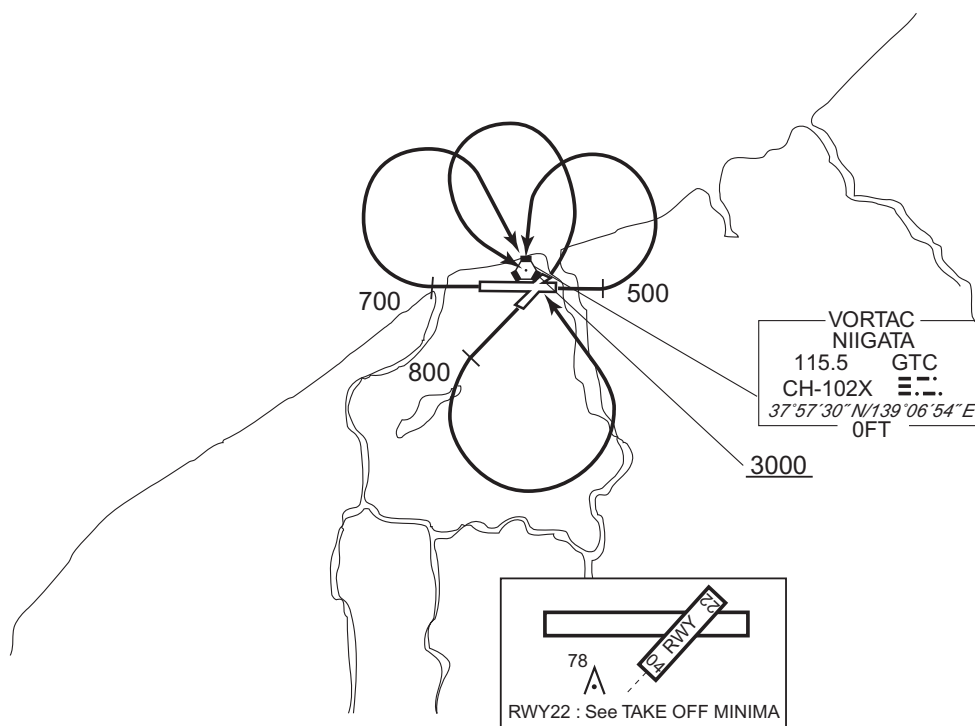 700
500
800
VORTAC
NIIGATA
115.5 GTC
CH-102X
37°57´30˝N/139°06´54˝E
0FT
3000
22
RWY
04
78
RWY22 : See TAKE OFF MINIMA